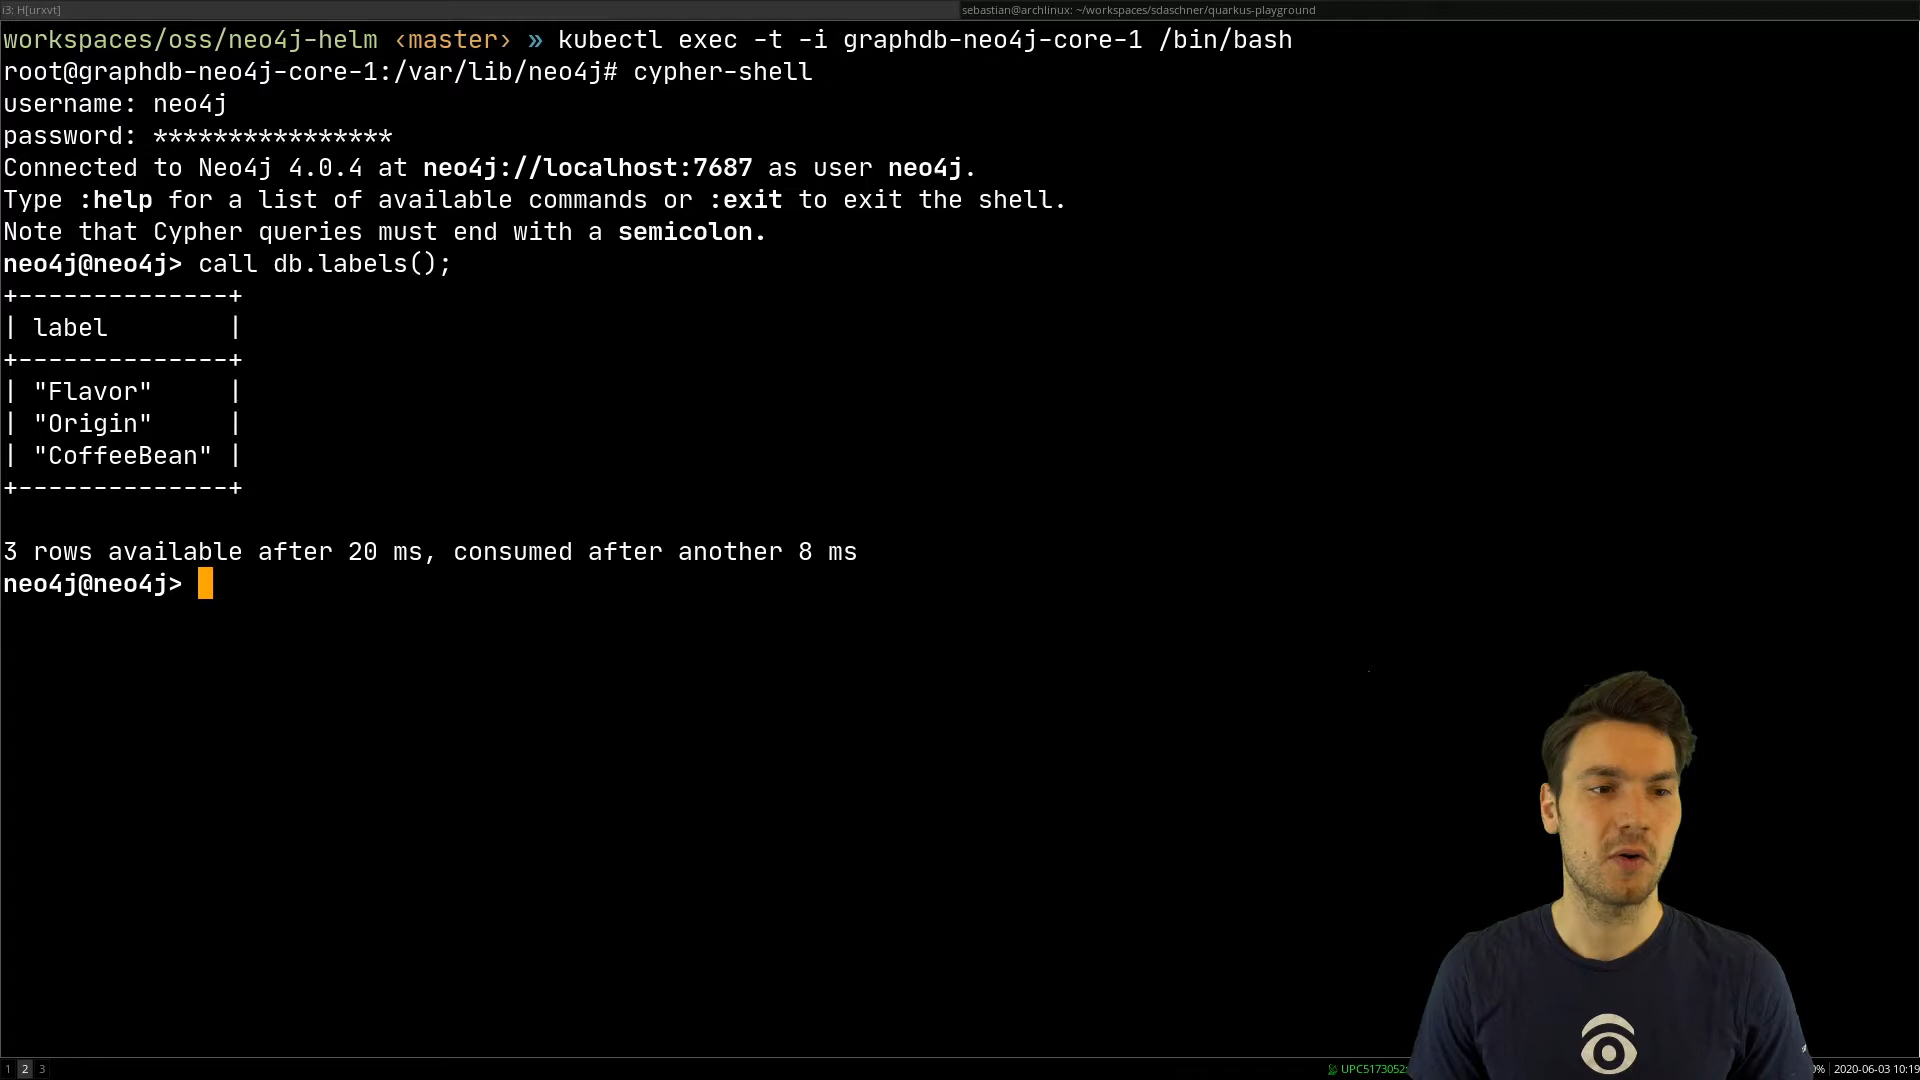 i3: H[urxvt]
sebastian@archlinux: ~/workspaces/sdaschner/quarkus-playground
workspaces/oss/neo4j-helm ‹master› » kubectl exec -t -i graphdb-neo4j-core-1 /bin/bash
root@graphdb-neo4j-core-1:/var/lib/neo4j# cypher-shell
username: neo4j
password: ****************
Connected to Neo4j 4.0.4 at neo4j://localhost:7687 as user neo4j.
Type :help for a list of available commands or :exit to exit the shell.
Note that Cypher queries must end with a semicolon.
neo4j@neo4j> call db.labels();
+--------------+
| label        |
+--------------+
| "Flavor"     |
| "Origin"     |
| "CoffeeBean" |
+--------------+
3 rows available after 20 ms, consumed after another 8 ms
neo4j@neo4j>
1 2 3
UPC5173052
0% | 2020-06-03 10:19